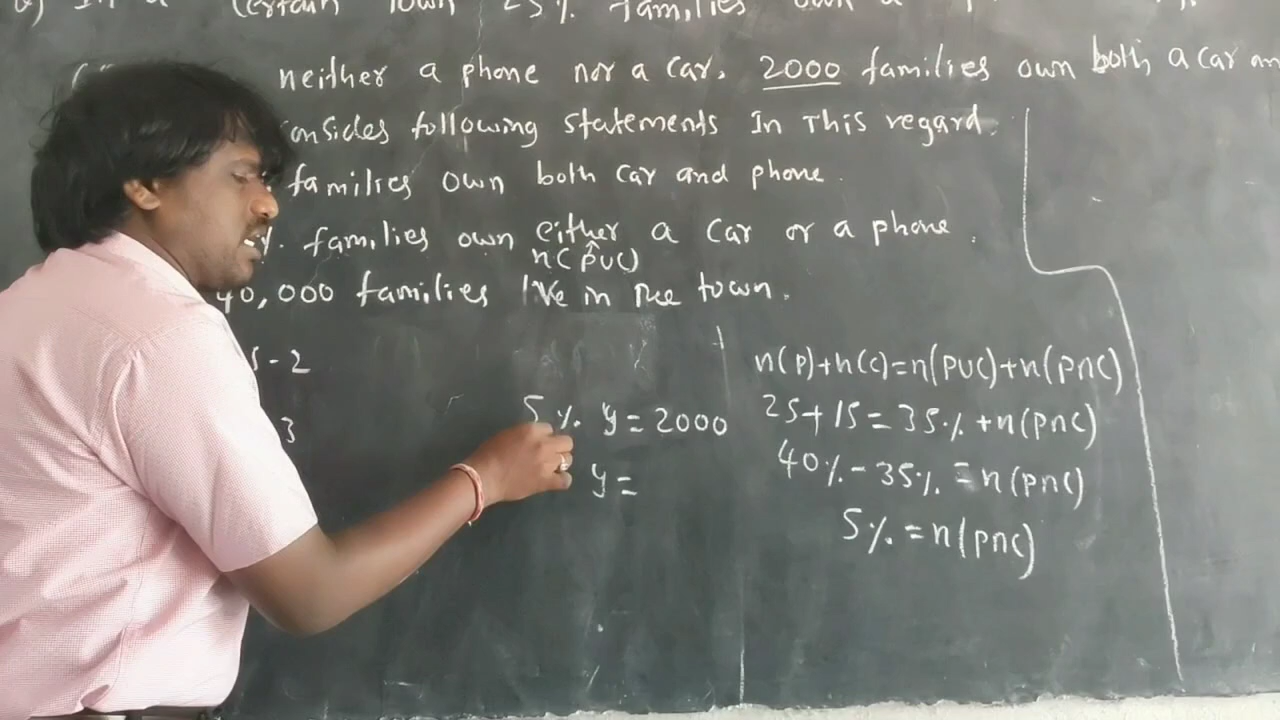 In a certain Town 25% families own a
neither a phone nor a car. 2000 families own both a car an
onsides following statements In This regard.
families own both car and phone.
%. families own either a car or a phone.
n(PUC)
40,000 families live in the town.
- 2
n(P)+n(C)=n(PUC)+n(PnC)
3
5% y = 2000
25+15=35%+n(PnC)
y =
40%-35%=n(PnC)
5%=n(PnC)